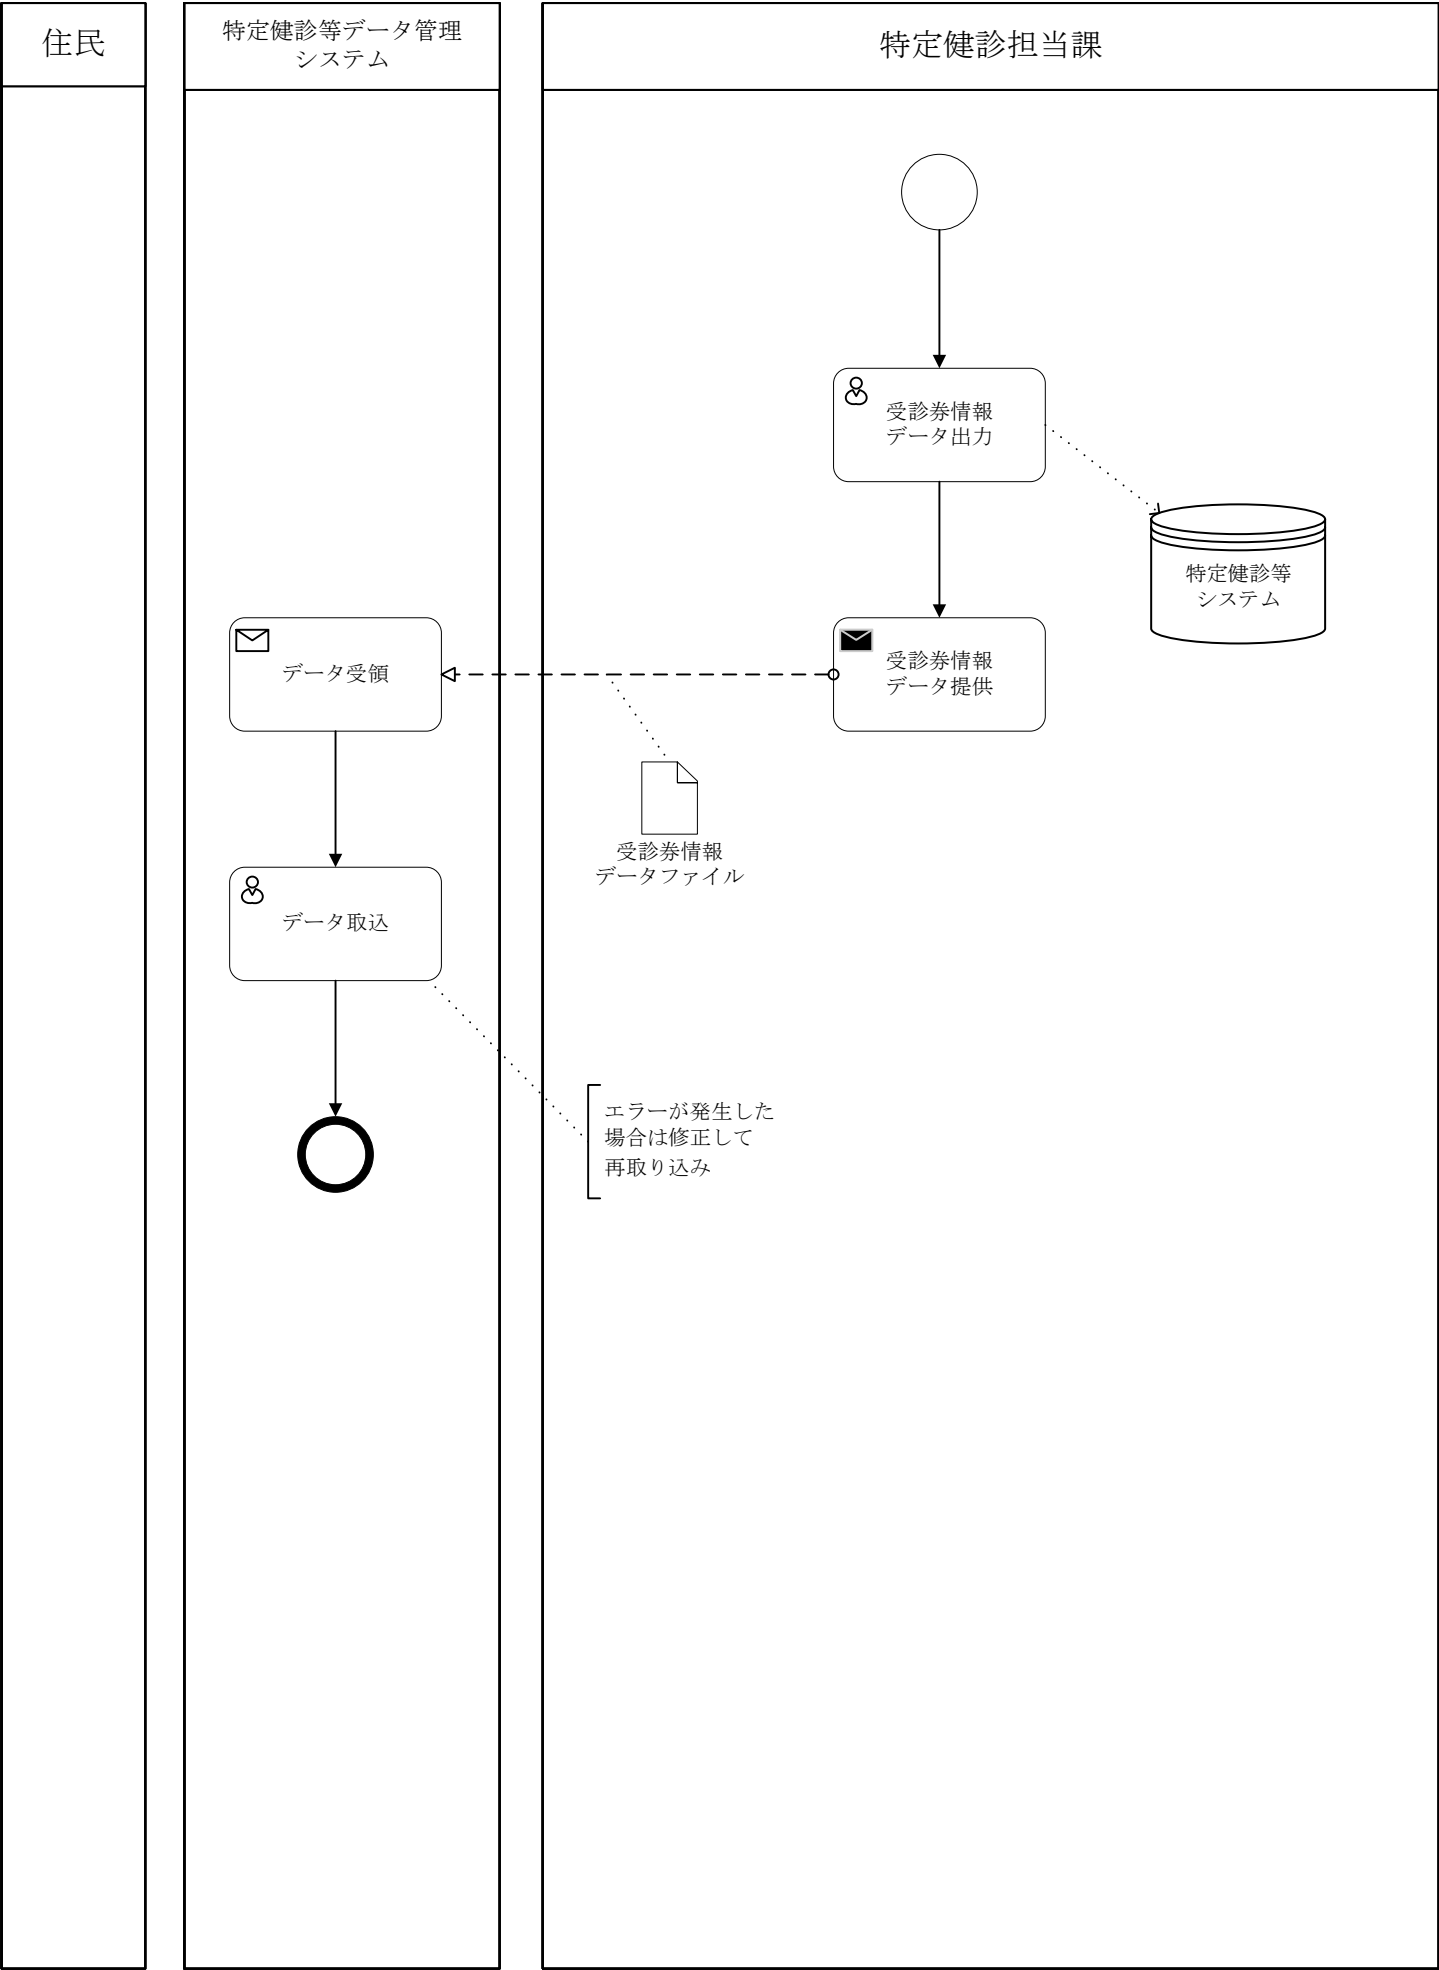 住民
特定健診等データ管理
システム
特定健診担当課
受診券情報
データ出力
特定健診等
システム
データ受領
受診券情報
データ提供
受診券情報
データファイル
データ取込
エラーが発生した
場合は修正して
再取り込み